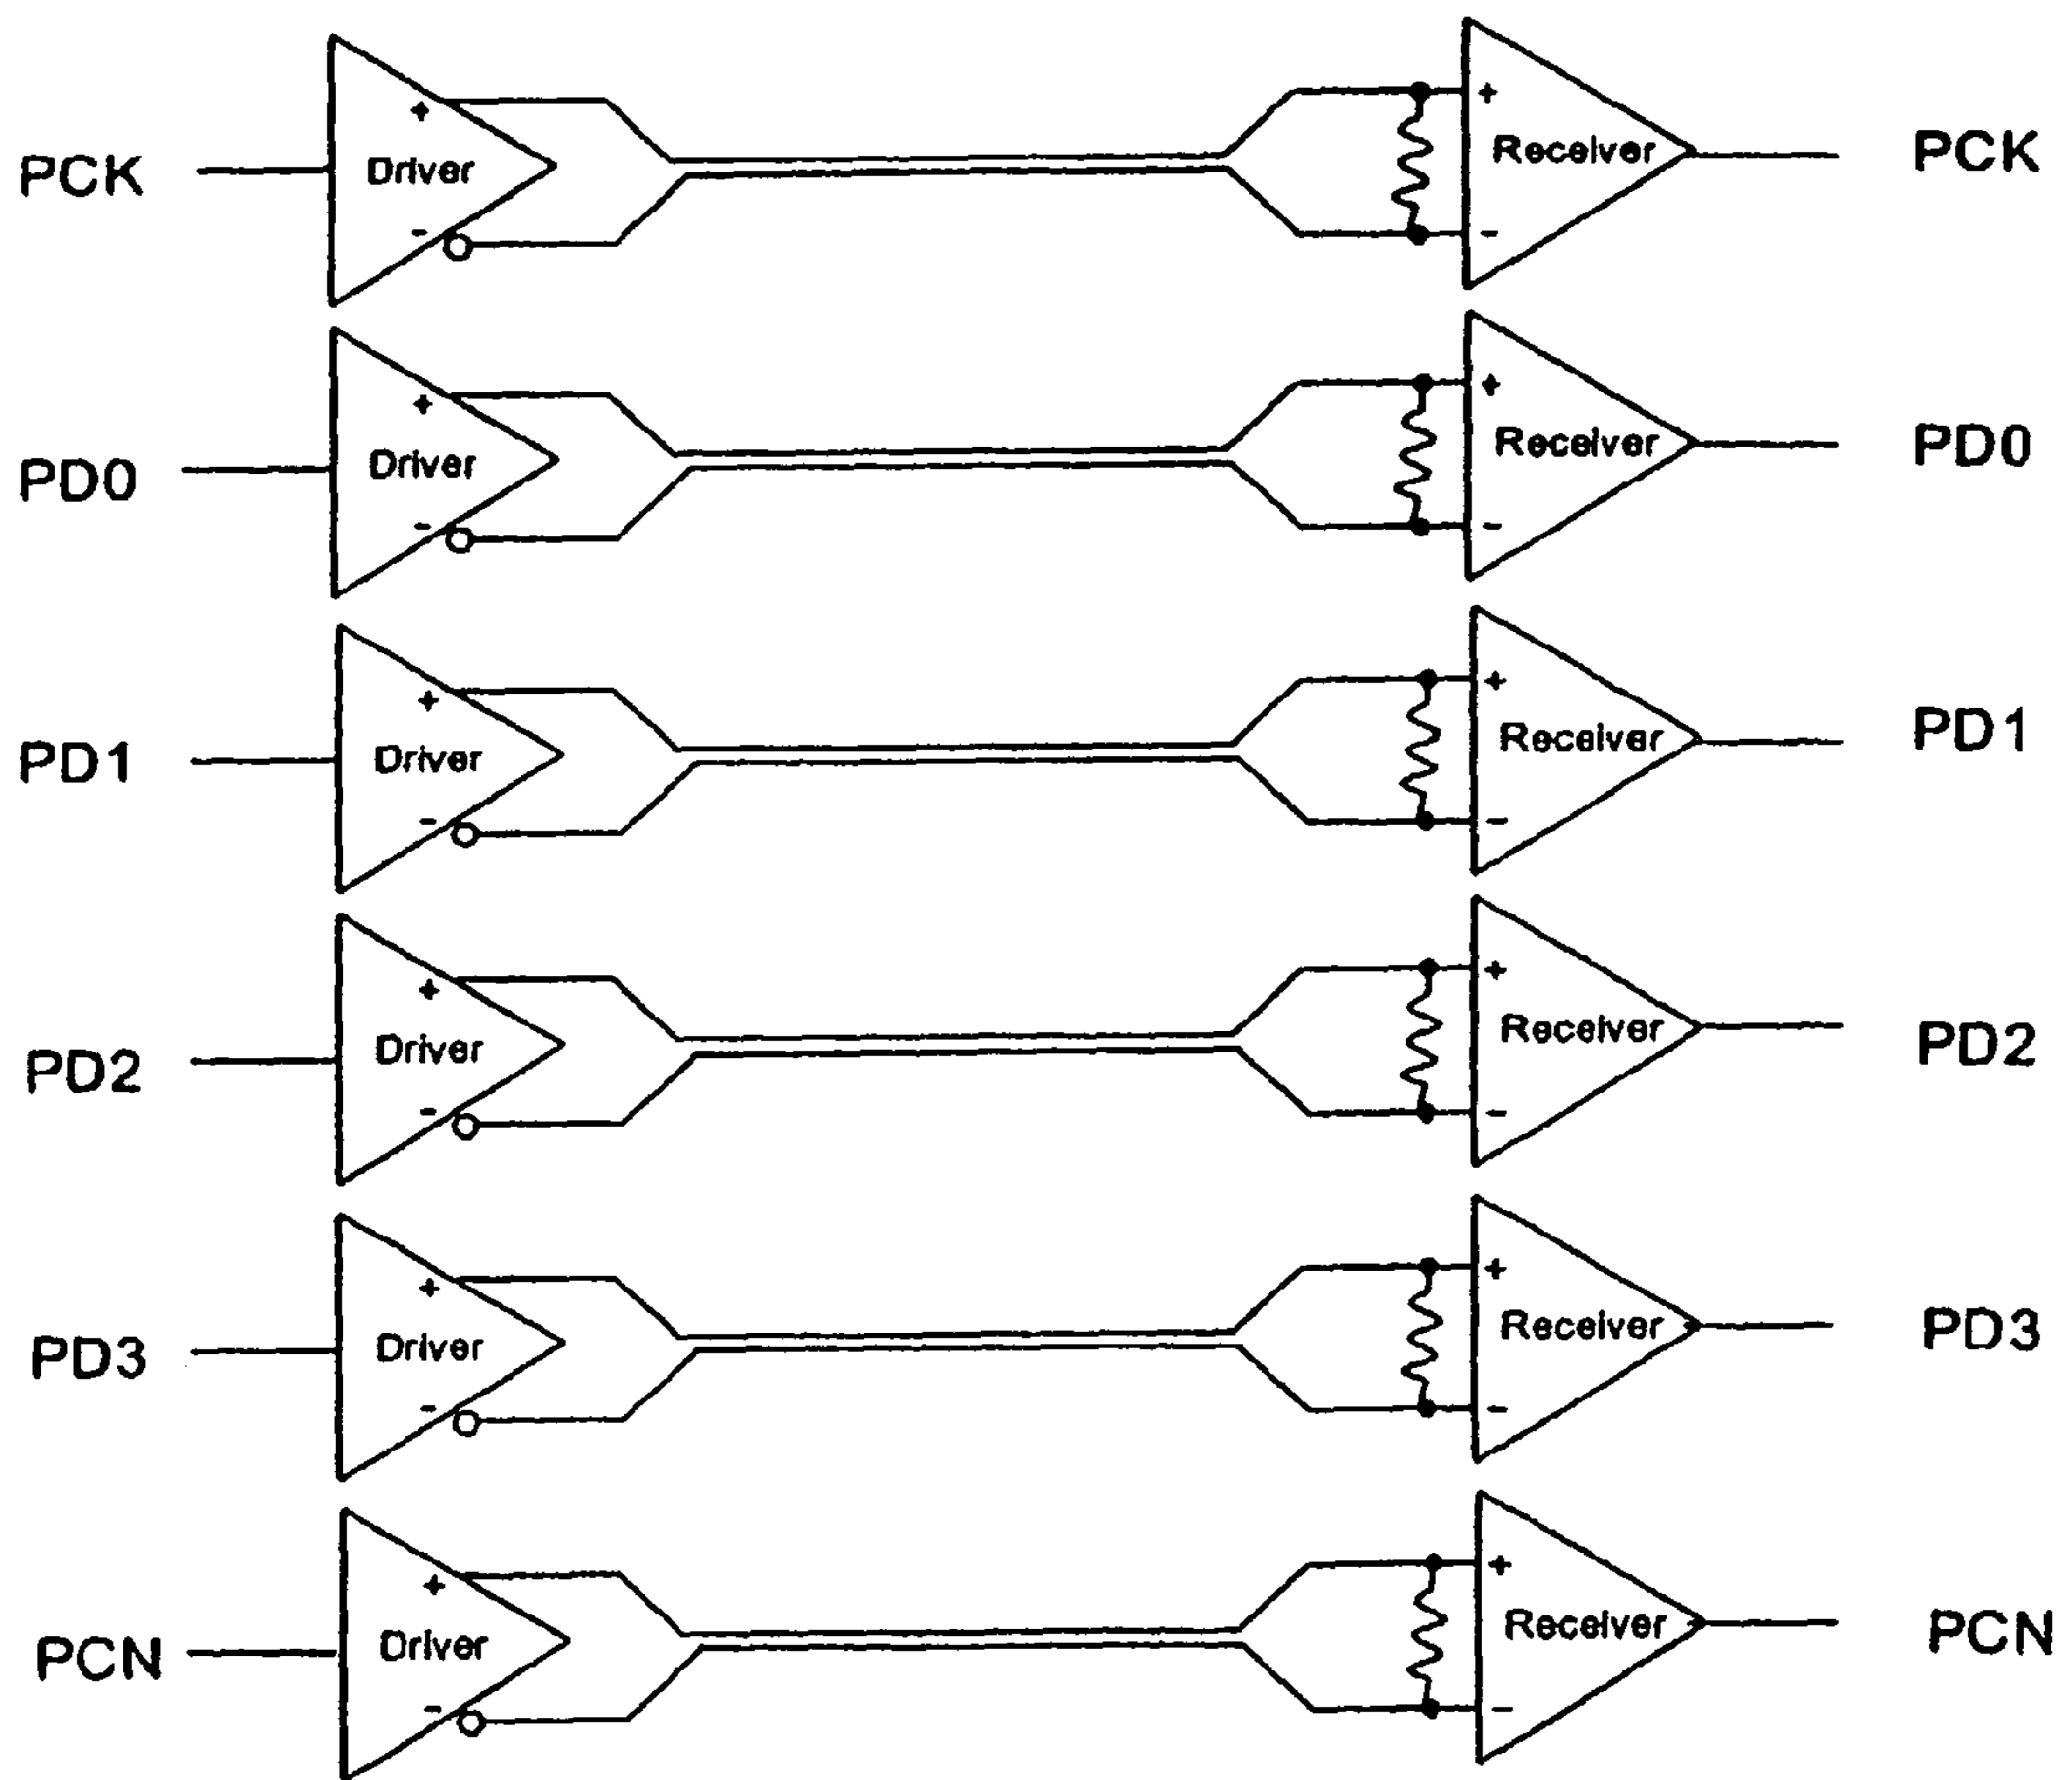 PCK + Driver - + Receiver - PCK
PD0 + Driver - + Receiver - PD0
PD1 + Driver - + Receiver - PD1
PD2 + Driver - + Receiver - PD2
PD3 + Driver - + Receiver - PD3
PCN + Driver - + Receiver - PCN